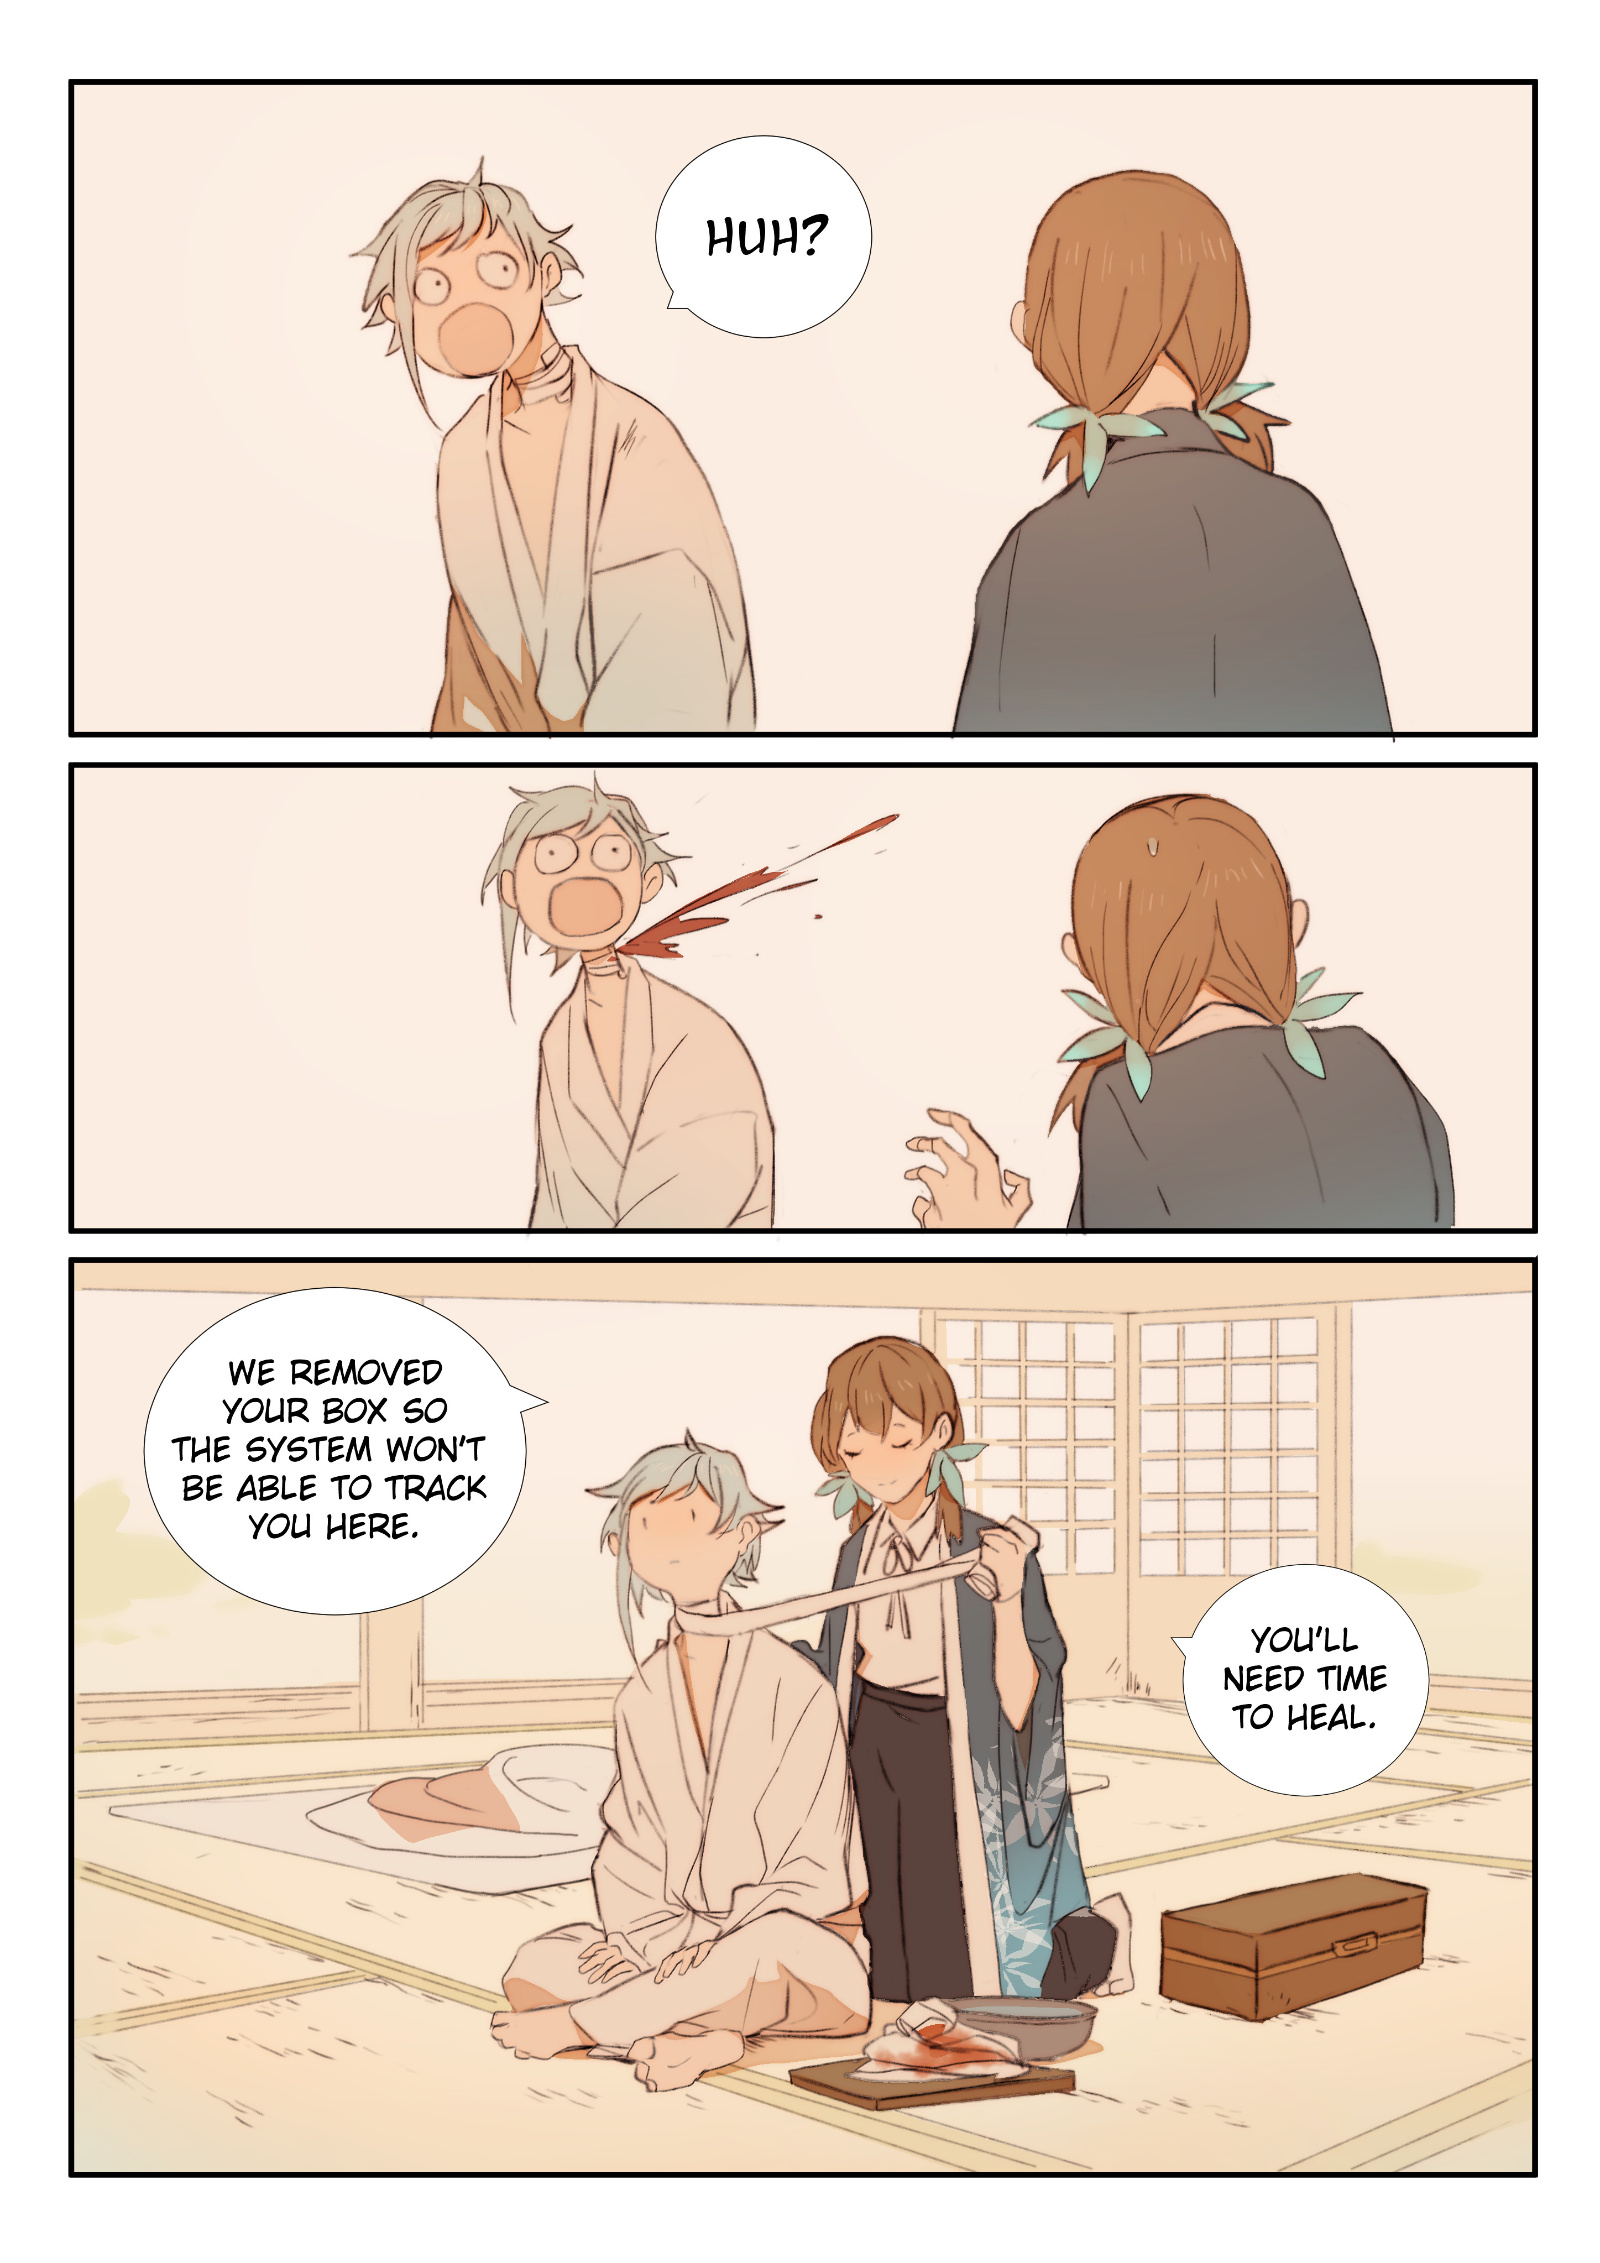 HUH?
WE REMOVED
YOUR BOX SO
THE SYSTEM WON'T
BE ABLE TO TRACK
YOU HERE.
YOU'LL
NEED TIME
TO HEAL.